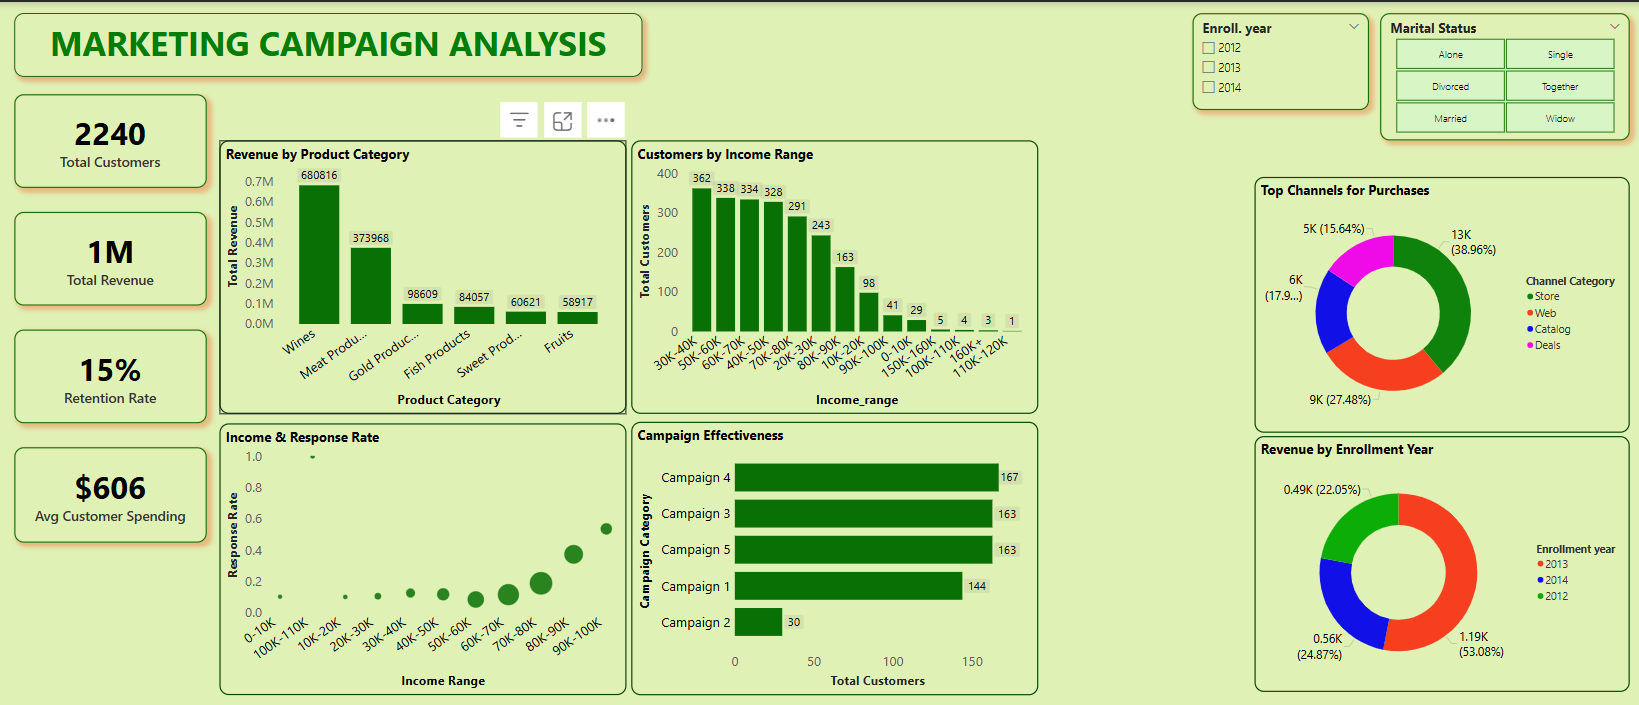 MARKETING CAMPAIGN ANALYSIS
Enroll. year
2012
2013
2014
Marital Status
Alone
Single
Divorced
Together
Married
Widow
2240
Total Customers
1M
Total Revenue
15%
Retention Rate
$606
Avg Customer Spending
Revenue by Product Category
Total Revenue
0.7M
0.6M
0.5M
0.4M
0.3M
0.2M
0.1M
0.0M
680816
373968
98609
84057
60621
58917
Wines
Meat Produ...
Gold Produc...
Fish Products
Sweet Prod...
Fruits
Product Category
Customers by Income Range
Total Customers
400
300
200
100
0
362
338
334
328
291
243
163
98
41
29
5
4
3
1
30K-40K
50K-60K
60K-70K
40K-50K
70K-80K
20K-30K
80K-90K
10K-20K
90K-100K
0-10K
150K-160K
100K-110K
160K+
110K-120K
Income_range
Income & Response Rate
Response Rate
1.0
0.8
0.6
0.4
0.2
0.0
0-10K
100K-110K
10K-20K
20K-30K
30K-40K
40K-50K
50K-60K
60K-70K
70K-80K
80K-90K
90K-100K
Income Range
Campaign Effectiveness
Campaign Category
Campaign 4
167
Campaign 3
163
Campaign 5
163
Campaign 1
144
Campaign 2
30
0
50
100
150
Total Customers
Top Channels for Purchases
5K (15.64%)
13K
(38.96%)
6K
(17.9...)
9K (27.48%)
Channel Category
Store
Web
Catalog
Deals
Revenue by Enrollment Year
0.49K (22.05%)
0.56K
(24.87%)
1.19K
(53.08%)
Enrollment year
2013
2014
2012